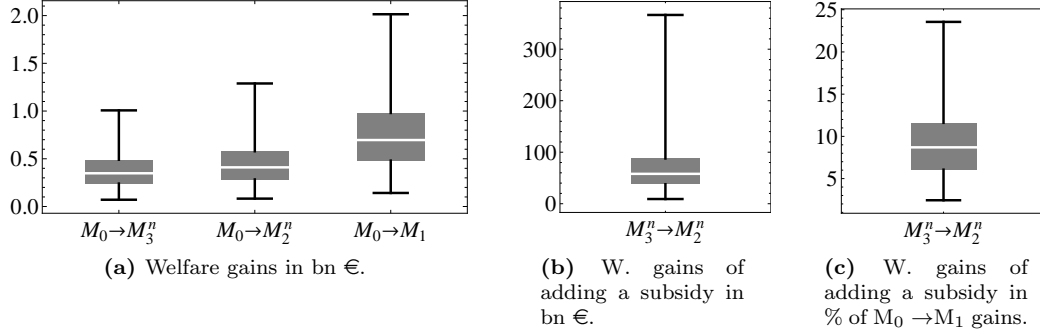 2.0
1.5
1.0
0.5
0.0
M₀→M₃ⁿ M₀→M₂ⁿ M₀→M₁
(a) Welfare gains in bn €.
300
200
100
0
M₃ⁿ→M₂ⁿ
(b) W. gains of
adding a subsidy in
bn €.
25
20
15
10
5
M₃ⁿ→M₂ⁿ
(c) W. gains of
adding a subsidy in
% of M₀ →M₁ gains.